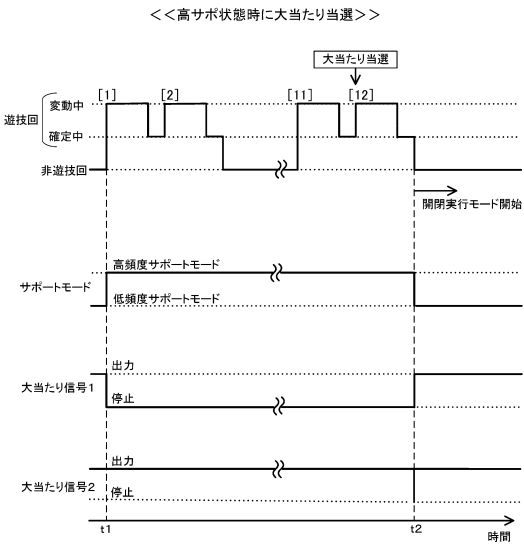 ＜＜高サポ状態時に大当たり当選＞＞
大当たり当選
[1] [2] [11] [12]
遊技回
変動中
確定中
非遊技回
開閉実行モード開始
高頻度サポートモード
サポートモード
低頻度サポートモード
出力
大当たり信号1
停止
出力
大当たり信号2
停止
t1 t2
時間